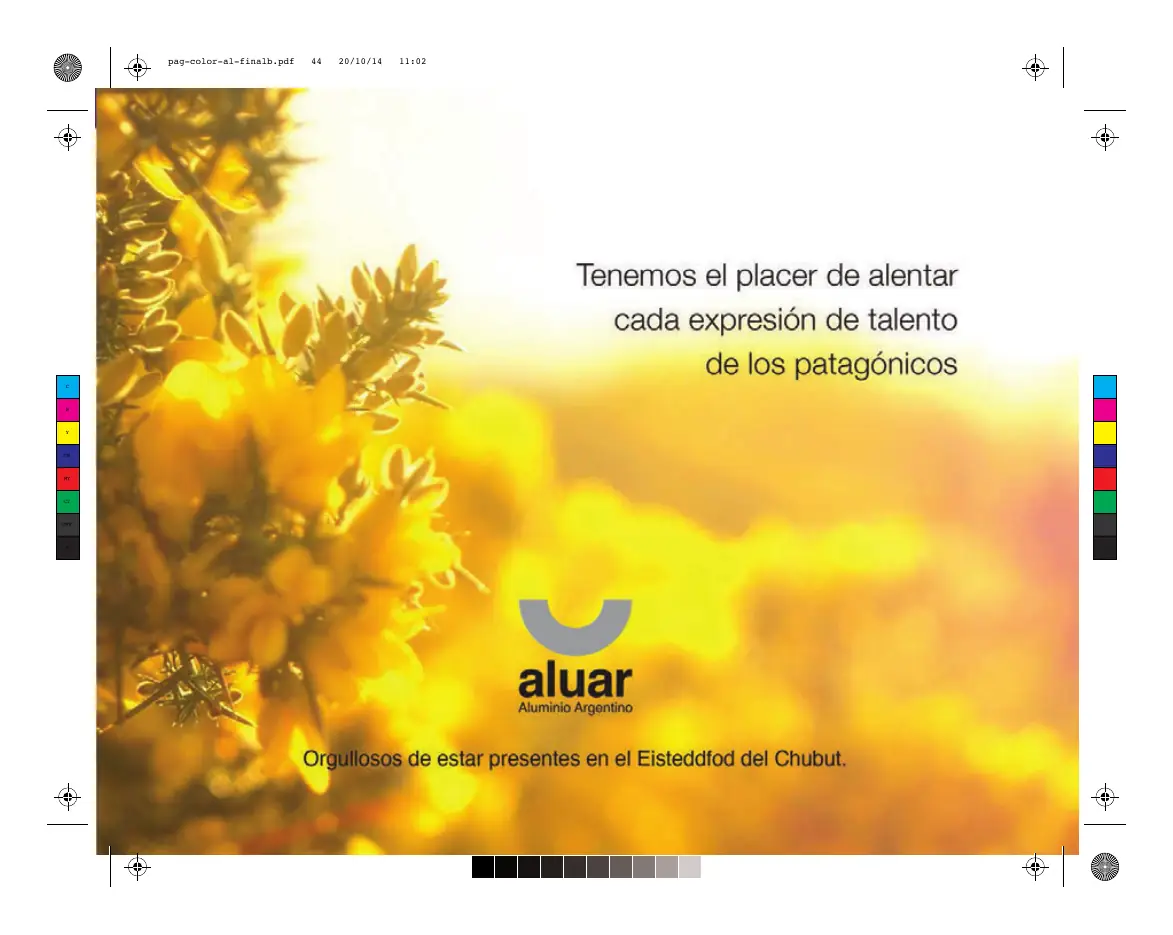 pag-color-al-finalb.pdf 44 20/10/14 11:02
Tenemos el placer de alentar
cada expresión de talento
de los patagónicos
C
Y
aluar
Aluminio Argentino
Orgullosos de estar presentes en el Eisteddfod del Chubut.